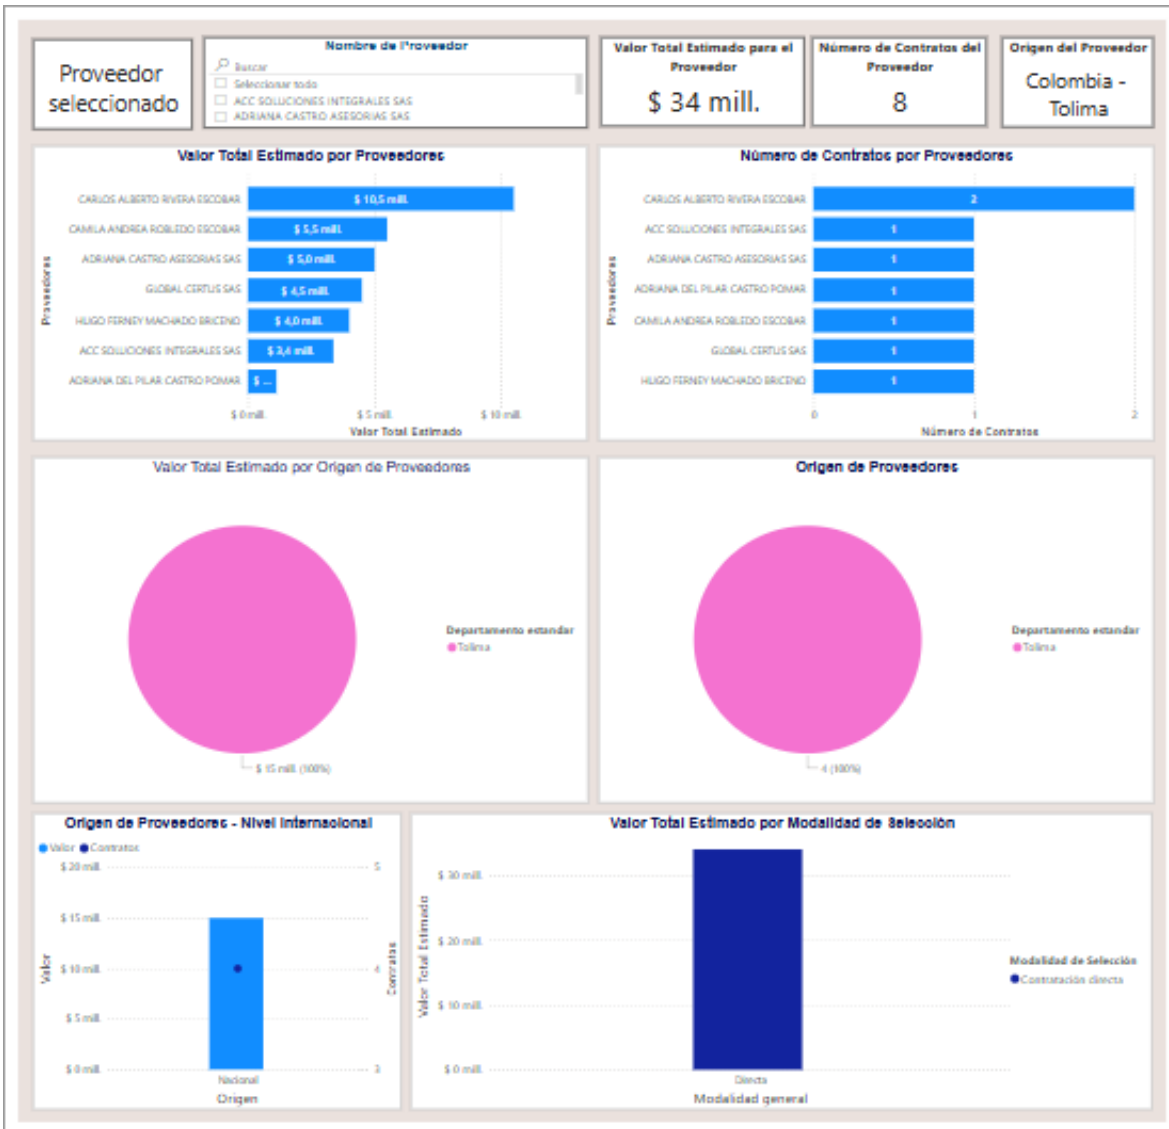 Proveedor
seleccionado
Nombre de Proveedor
Buscar
Seleccionar todo
ACC SOLUCIONES INTEGRALES SAS
ADRIANA CASTRO ASESORIAS SAS
Valor Total Estimado para el
Proveedor
$ 34 mill.
Número de Contratos del
Proveedor
8
Origen del Proveedor
Colombia -
Tolima
Valor Total Estimado por Proveedores
Proveedores
CARLOS ALBERTO RIVERA ESCOBAR
$ 10,5 mill.
CAMILA ANDREA ROBLEDO ESCOBAR
$ 5,5 mill.
ADRIANA CASTRO ASESORIAS SAS
$ 5,0 mill.
GLOBAL CERTUS SAS
$ 4,5 mill.
HUGO FERNEY MACHADO BRICENO
$ 4,0 mill.
ACC SOLUCIONES INTEGRALES SAS
$ 3,4 mill.
ADRIANA DEL PILAR CASTRO POMAR
$ ...
$ 0 mill.
$ 5 mill.
$ 10 mill.
Valor Total Estimado
Número de Contratos por Proveedores
Proveedores
CARLOS ALBERTO RIVERA ESCOBAR
2
ACC SOLUCIONES INTEGRALES SAS
1
ADRIANA CASTRO ASESORIAS SAS
1
ADRIANA DEL PILAR CASTRO POMAR
1
CAMILA ANDREA ROBLEDO ESCOBAR
1
GLOBAL CERTUS SAS
1
HUGO FERNEY MACHADO BRICENO
1
0
1
2
Número de Contratos
Valor Total Estimado por Origen de Proveedores
Departamento estandar
Tolima
$ 15 mill. (100%)
Origen de Proveedores
Departamento estandar
Tolima
4 (100%)
Origen de Proveedores - Nivel Internacional
Valor
Contratos
$ 20 mill.
$ 15 mill.
$ 10 mill.
$ 5 mill.
$ 0 mill.
Valor
5
4
3
Contratos
Nacional
Origen
Valor Total Estimado por Modalidad de Selección
Valor Total Estimado
$ 30 mill.
$ 20 mill.
$ 10 mill.
$ 0 mill.
Directa
Modalidad general
Modalidad de Selección
Contratación directa